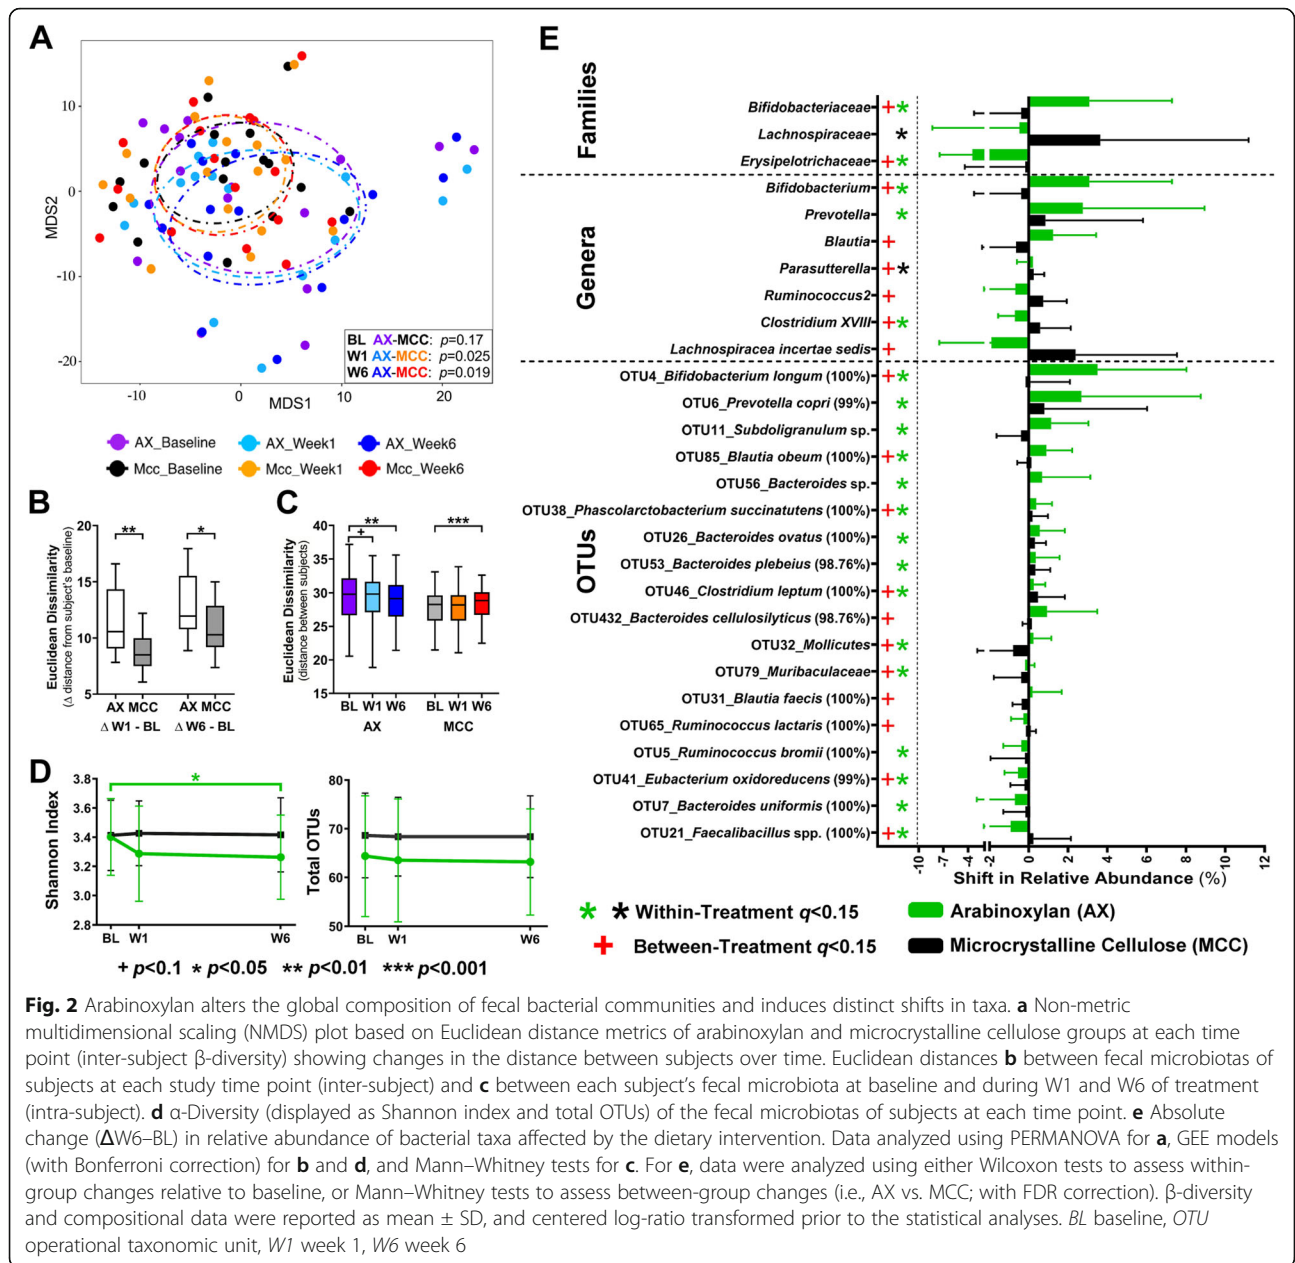 A
10
0
-10
-20
MDS2
-10
0
10
20
MDS1
BL AX-MCC: p=0.17
W1 AX-MCC: p=0.025
W6 AX-MCC: p=0.019
AX_Baseline
AX_Week1
AX_Week6
Mcc_Baseline
Mcc_Week1
Mcc_Week6
B
Euclidean Dissimilarity
(Δ distance from subject's baseline)
20
15
10
5
**
*
AX MCC
AX MCC
Δ W1 - BL
Δ W6 - BL
C
Euclidean Dissimilarity
(distance between subjects)
40
35
30
25
20
15
**
+
***
BL W1 W6
BL W1 W6
AX
MCC
D
Shannon Index
3.8
3.6
3.4
3.2
3.0
2.8
*
BL W1 W6
Total OTUs
80
70
60
50
BL W1 W6
+ p<0.1 * p<0.05 ** p<0.01 *** p<0.001
E
Families
Bifidobacteriaceae + *
Lachnospiraceae *
Erysipelotrichaceae + *
Genera
Bifidobacterium + *
Prevotella *
Blautia +
Parasutterella + *
Ruminococcus2 +
Clostridium XVIII + *
Lachnospiracea incertae sedis +
OTUs
OTU4_Bifidobacterium longum (100%) + *
OTU6_Prevotella copri (99%) *
OTU11_Subdoligranulum sp. *
OTU85_Blautia obeum (100%) + *
OTU56_Bacteroides sp. *
OTU38_Phascolarctobacterium succinatutens (100%) + *
OTU26_Bacteroides ovatus (100%) *
OTU53_Bacteroides plebeius (98.76%) *
OTU46_Clostridium leptum (100%) + *
OTU432_Bacteroides cellulosilyticus (98.76%) +
OTU32_Mollicutes + *
OTU79_Muribaculaceae + *
OTU31_Blautia faecis (100%) +
OTU65_Ruminococcus lactaris (100%) +
OTU5_Ruminococcus bromii (100%) *
OTU41_Eubacterium oxidoreducens (99%) + *
OTU7_Bacteroides uniformis (100%) *
OTU21_Faecalibacillus spp. (100%) + *
-10 -7 -4 -2 0 2 4 6 8 10 12
Shift in Relative Abundance (%)
* * Within-Treatment q<0.15
+ Between-Treatment q<0.15
Arabinoxylan (AX)
Microcrystalline Cellulose (MCC)
Fig. 2 Arabinoxylan alters the global composition of fecal bacterial communities and induces distinct shifts in taxa. a Non-metric
multidimensional scaling (NMDS) plot based on Euclidean distance metrics of arabinoxylan and microcrystalline cellulose groups at each time
point (inter-subject β-diversity) showing changes in the distance between subjects over time. Euclidean distances b between fecal microbiotas of
subjects at each study time point (inter-subject) and c between each subject's fecal microbiota at baseline and during W1 and W6 of treatment
(intra-subject). d α-Diversity (displayed as Shannon index and total OTUs) of the fecal microbiotas of subjects at each time point. e Absolute
change (ΔW6–BL) in relative abundance of bacterial taxa affected by the dietary intervention. Data analyzed using PERMANOVA for a, GEE models
(with Bonferroni correction) for b and d, and Mann–Whitney tests for c. For e, data were analyzed using either Wilcoxon tests to assess within-
group changes relative to baseline, or Mann–Whitney tests to assess between-group changes (i.e., AX vs. MCC; with FDR correction). β-diversity
and compositional data were reported as mean ± SD, and centered log-ratio transformed prior to the statistical analyses. BL baseline, OTU
operational taxonomic unit, W1 week 1, W6 week 6